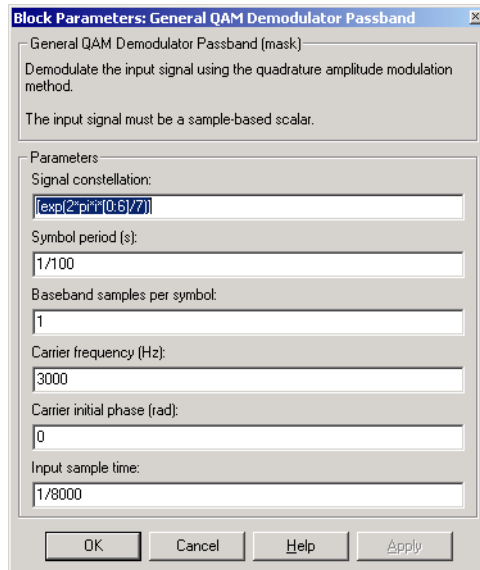 Block Parameters: General QAM Demodulator Passband
General QAM Demodulator Passband (mask)
Demodulate the input signal using the quadrature amplitude modulation
method.
The input signal must be a sample-based scalar.
Parameters
Signal constellation:
[exp(2*pi*i*[0:6]/7)]
Symbol period (s):
1/100
Baseband samples per symbol:
1
Carrier frequency (Hz):
3000
Carrier initial phase (rad):
0
Input sample time:
1/8000
OK Cancel Help Apply